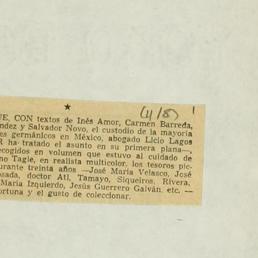 (4/8)
UE, CON textos de Inés Amor, Carmen Barreda,
ndez y Salvador Novo, el custodio de la mayoría
es germánicos en México, abogado Licio Lagos
R ha tratado el asunto en su primera plana—,
ecogidos en volumen que estuvo al cuidado de
no Tagle, en realista multicolor. los tesoros pic-
urante treinta años —José María Velasco, José
osada, doctor Atl, Tamayo, Siqueiros, Rivera,
María Izquierdo, Jesús Guerrero Galván. etc. —
ortuna y el gusto de coleccionar.